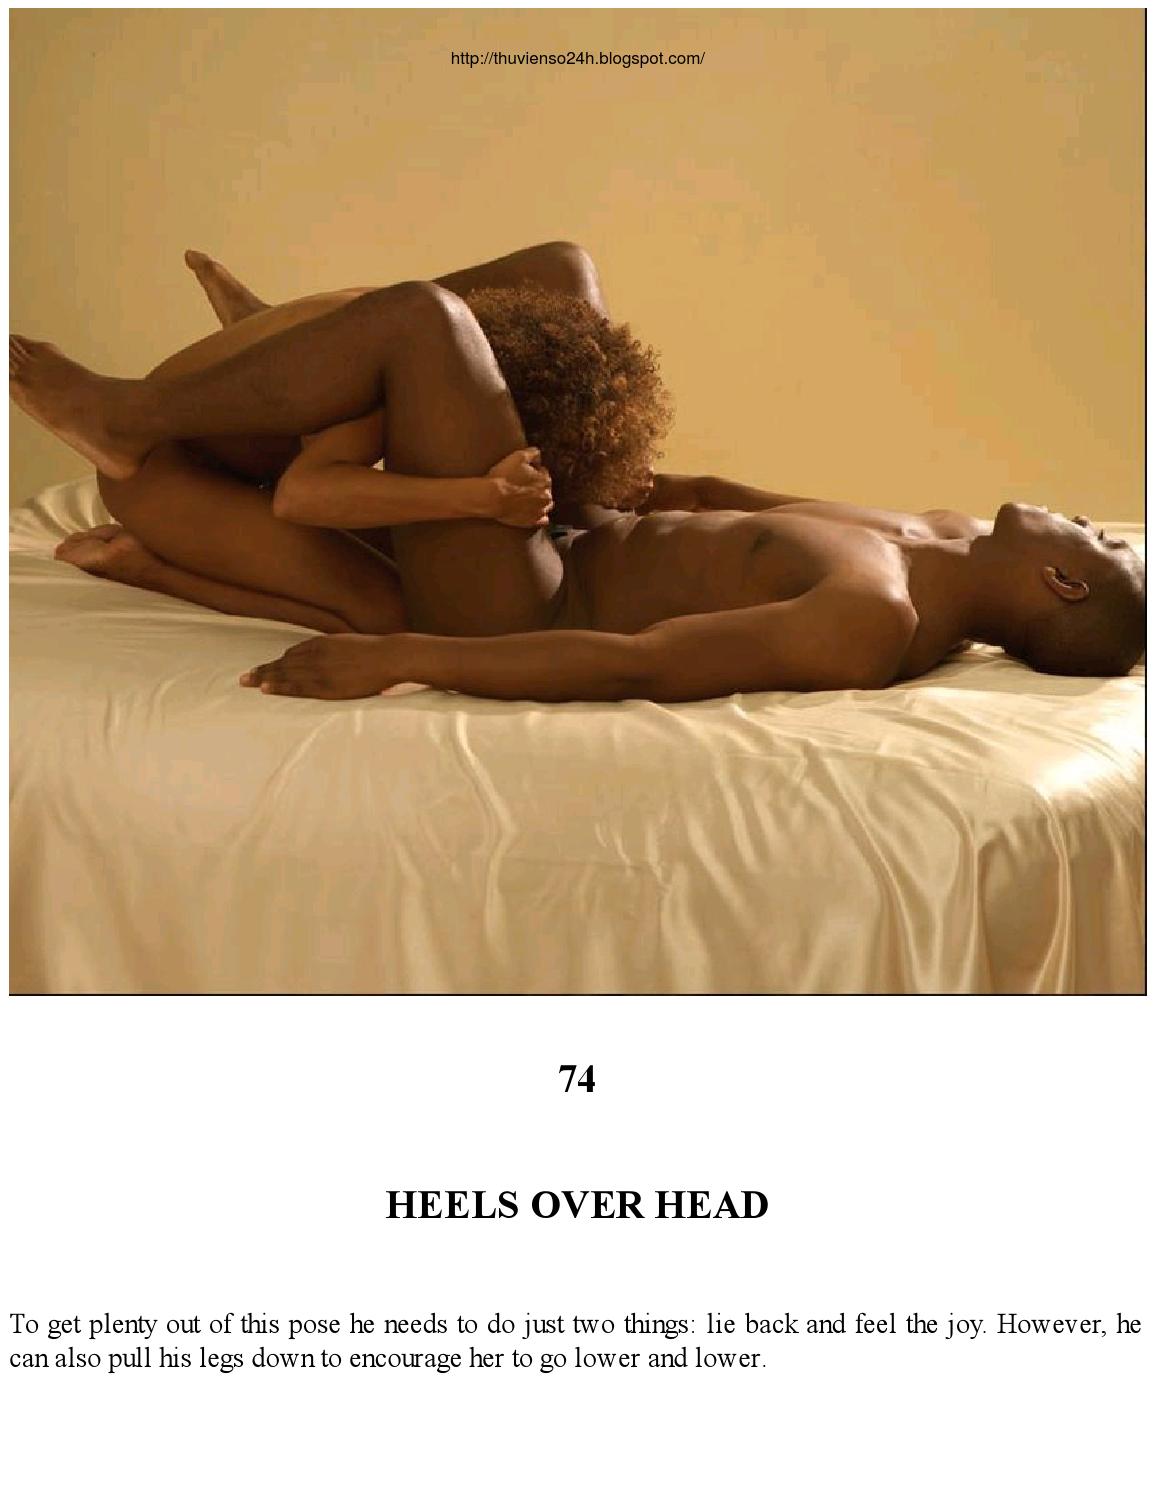 http://thuvienso24h.blogspot.com/
74
HEELS OVER HEAD
To get plenty out of this pose he needs to do just two things: lie back and feel the joy. However, he
can also pull his legs down to encourage her to go lower and lower.